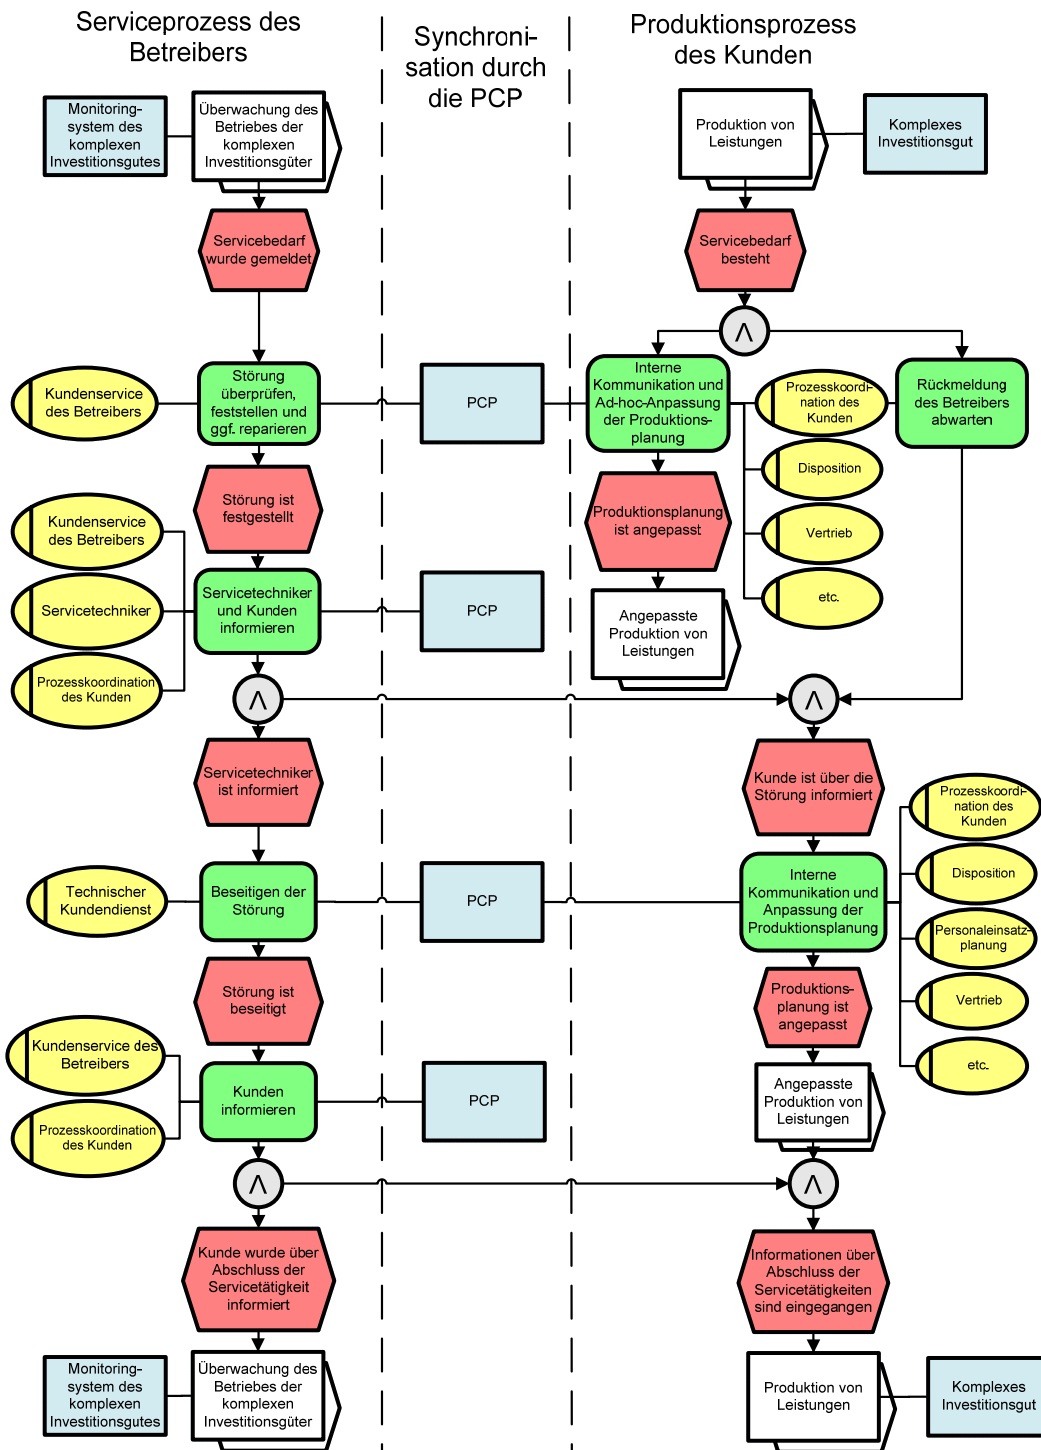 Serviceprozess des
Betreibers
Synchroni-
sation durch
die PCP
Produktionsprozess
des Kunden
Monitoring-
system des
komplexen
Investitionsgutes
Überwachung des
Betriebes der
komplexen
Investitionsgüter
Produktion von
Leistungen
Komplexes
Investitionsgut
Servicebedarf
wurde gemeldet
Servicebedarf
besteht
Λ
Kundenservice
des Betreibers
Störung
überprüfen,
feststellen und
ggf. reparieren
PCP
Interne
Kommunikation und
Ad-hoc-Anpassung
der Produktions-
planung
Prozesskoordi-
nation des
Kunden
Rückmeldung
des Betreibers
abwarten
Disposition
Vertrieb
etc.
Störung ist
festgestellt
Produktionsplanung
ist angepasst
Kundenservice
des Betreibers
Servicetechniker
Prozesskoordination
des Kunden
Servicetechniker
und Kunden
informieren
PCP
Angepasste
Produktion von
Leistungen
Λ
Λ
Servicetechniker
ist informiert
Kunde ist über die
Störung informiert
Technischer
Kundendienst
Beseitigen der
Störung
PCP
Interne
Kommunikation und
Anpassung der
Produktionsplanung
Prozesskoordi-
nation des
Kunden
Disposition
Personaleinsatz-
planung
Vertrieb
etc.
Störung ist
beseitigt
Produktions-
planung ist
angepasst
Kundenservice des
Betreibers
Prozesskoordination
des Kunden
Kunden
informieren
PCP
Angepasste
Produktion von
Leistungen
Λ
Λ
Kunde wurde über
Abschluss der
Servicetätigkeit
informiert
Informationen über
Abschluss der
Servicetätigkeiten
sind eingegangen
Monitoring-
system des
komplexen
Investitionsgutes
Überwachung des
Betriebes der
komplexen
Investitionsgüter
Produktion von
Leistungen
Komplexes
Investitionsgut